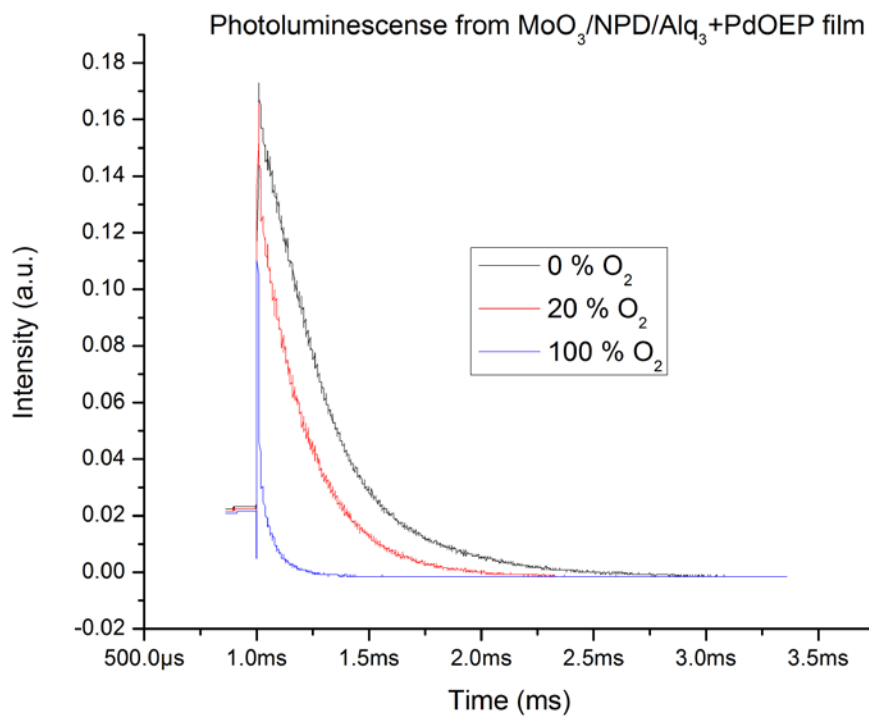 Photoluminescense from MoO₃/NPD/Alq₃+PdOEP film
0.18
0.16
0.14
0.12
0.10
0.08
0.06
0.04
0.02
0.00
-0.02
Intensity (a.u.)
0 % O₂
20 % O₂
100 % O₂
500.0µs 1.0ms 1.5ms 2.0ms 2.5ms 3.0ms 3.5ms
Time (ms)